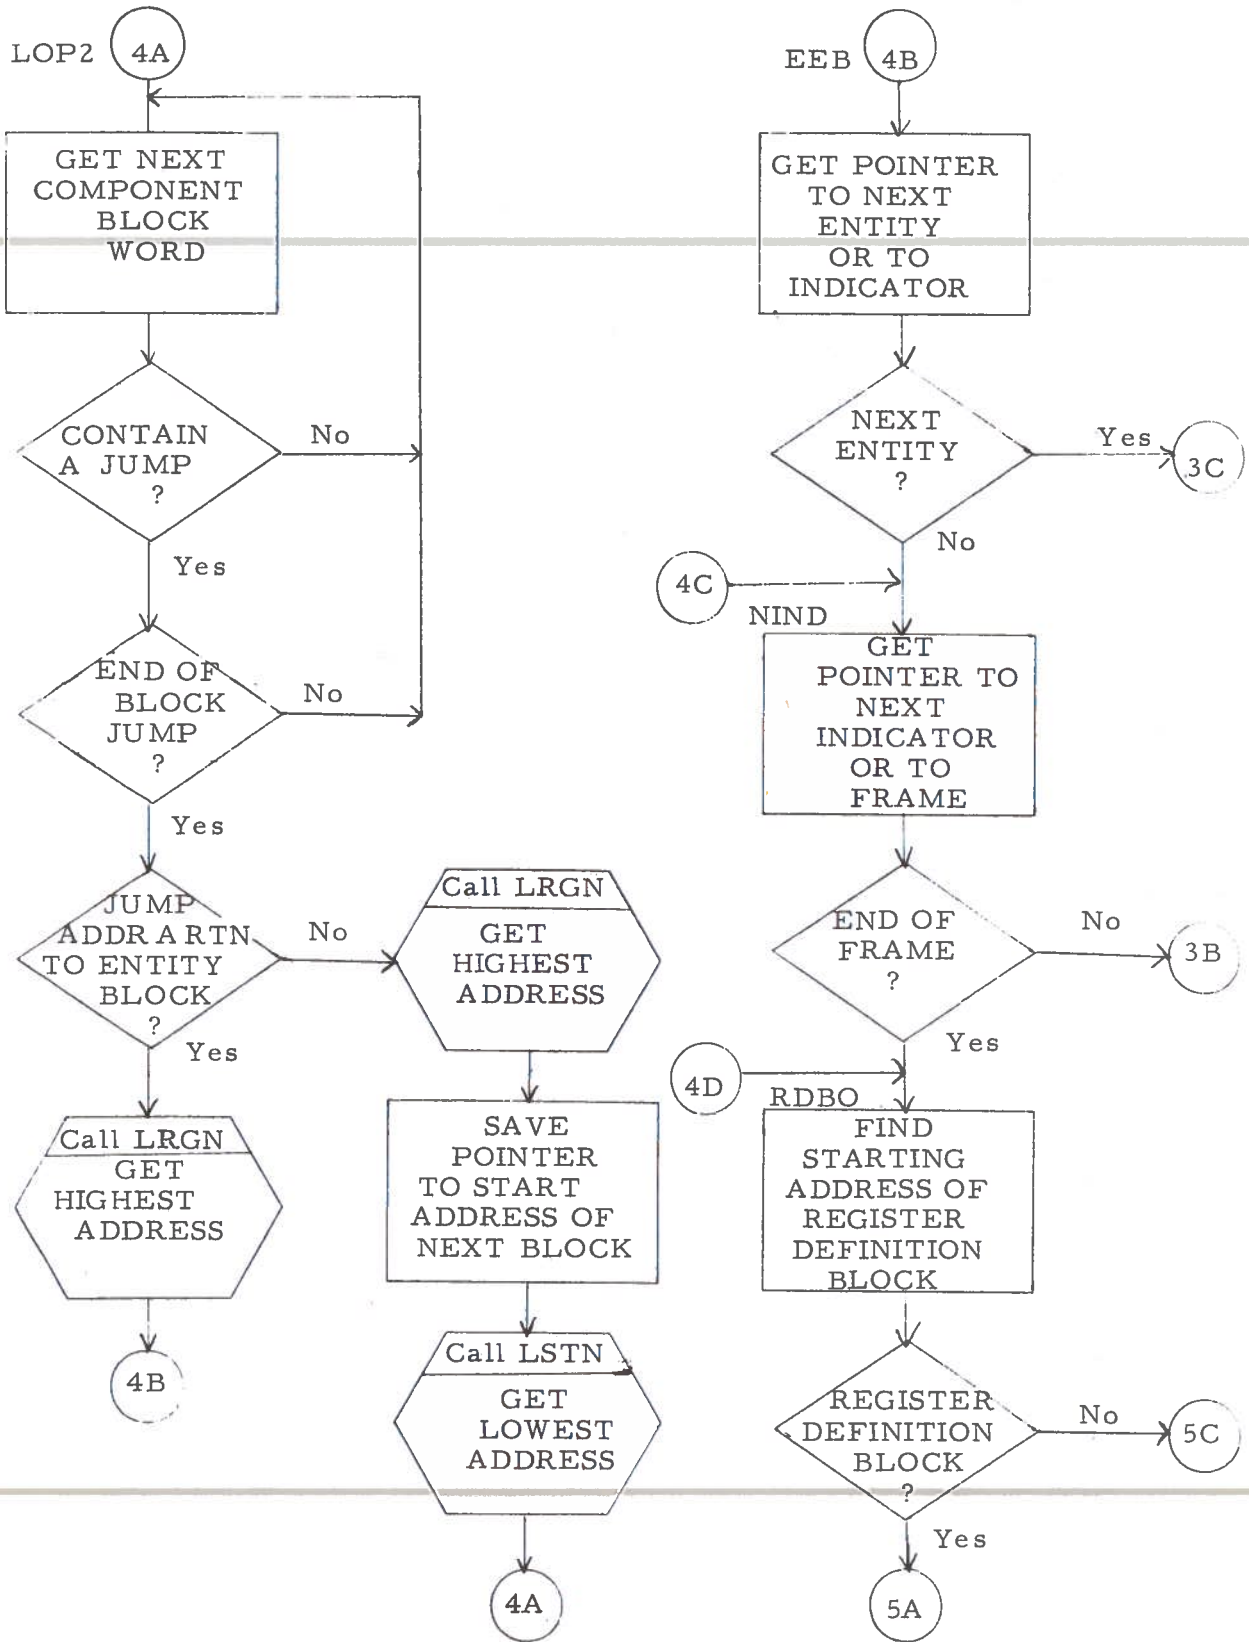 LOP2
4A
GET NEXT
COMPONENT
BLOCK
WORD
CONTAIN
A JUMP
?
No
Yes
END OF
BLOCK
JUMP
?
No
Yes
JUMP
ADDR ARTN
TO ENTITY
BLOCK
?
No
Yes
Call LRGN
GET
HIGHEST
ADDRESS
4B
Call LRGN
GET
HIGHEST
ADDRESS
SAVE
POINTER
TO START
ADDRESS OF
NEXT BLOCK
Call LSTN
GET
LOWEST
ADDRESS
4A
EEB
4B
GET POINTER
TO NEXT
ENTITY
OR TO
INDICATOR
NEXT
ENTITY
?
Yes
3C
No
4C
NIND
GET
POINTER TO
NEXT
INDICATOR
OR TO
FRAME
END OF
FRAME
?
No
3B
Yes
4D
RDBO
FIND
STARTING
ADDRESS OF
REGISTER
DEFINITION
BLOCK
REGISTER
DEFINITION
BLOCK
?
No
5C
Yes
5A